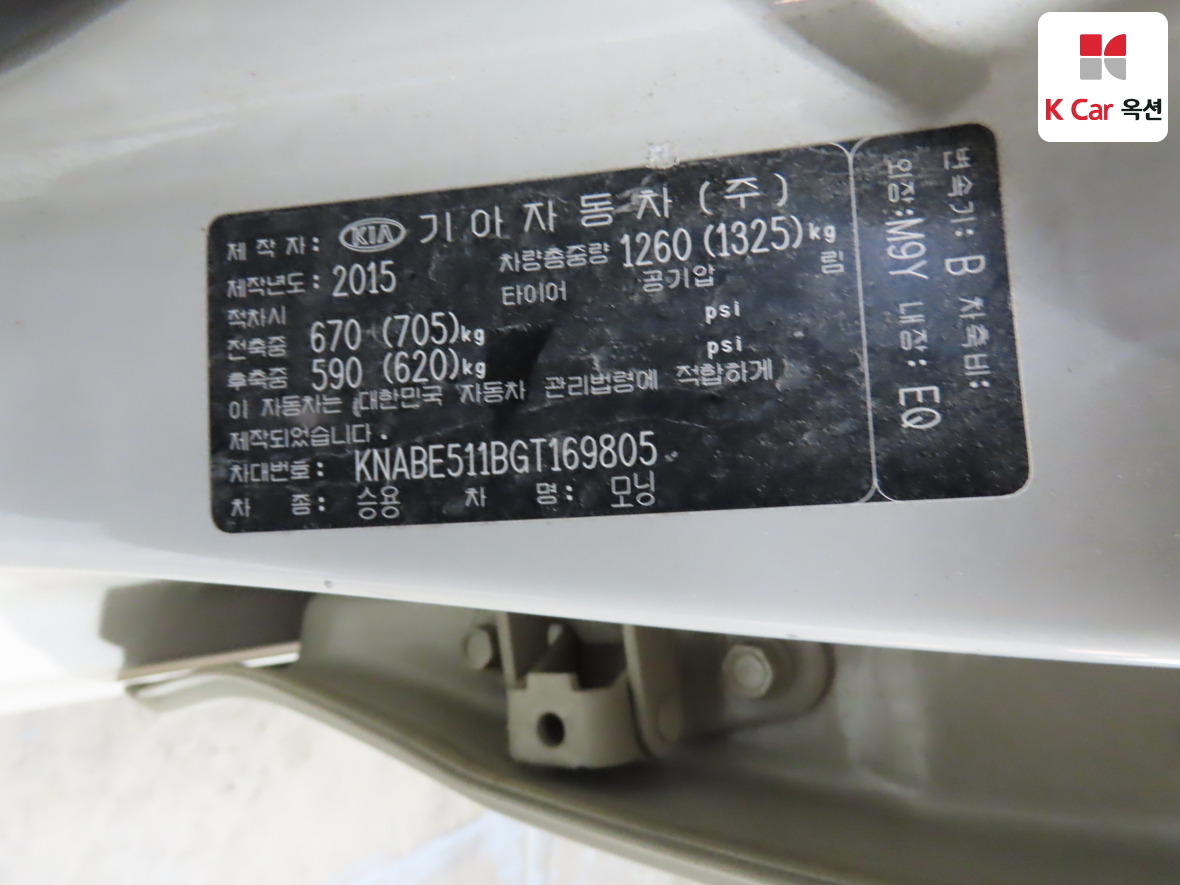 K Car 옥션
제 작 자: KIA 기아자동차(주)
제작년도: 2015 차량총중량 1260 (1325)kg
적차시 타이어 공기압 림
전축중 670 (705)kg psi
후축중 590 (620)kg psi
이 자동차는 대한민국 자동차 관리법령에 적합하게
제작되었습니다.
차대번호: KNABE511BGT169805
차 종: 승용 차 명: 모닝
변속기: B 차축비:
외장:M9Y 내장: EQ